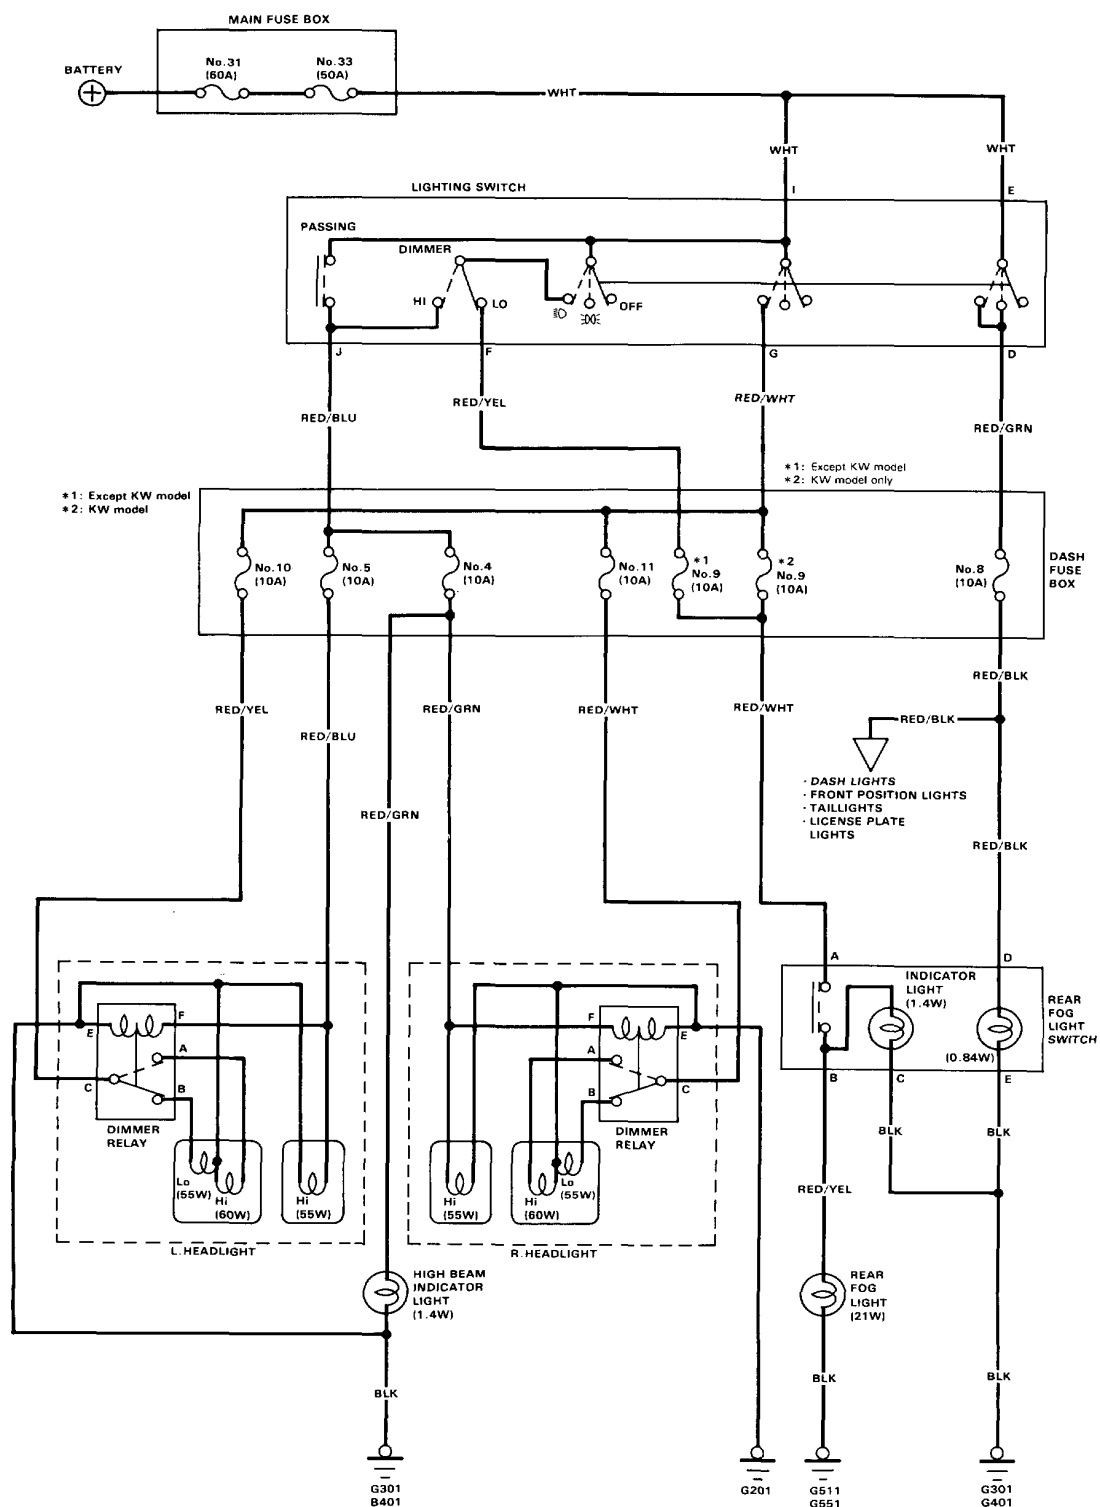 MAIN FUSE BOX
BATTERY
No.31
(60A)
No.33
(50A)
WHT
WHT
WHT
LIGHTING SWITCH
I
E
PASSING
DIMMER
HI
LO
OFF
J
F
G
D
RED/BLU
RED/YEL
RED/WHT
RED/GRN
*1: Except KW model
*2: KW model
*1: Except KW model
*2: KW model only
No.10
(10A)
No.5
(10A)
No.4
(10A)
No.11
(10A)
*1
No.9
(10A)
*2
No.9
(10A)
No.8
(10A)
DASH
FUSE
BOX
RED/YEL
RED/BLU
RED/GRN
RED/GRN
RED/WHT
RED/WHT
RED/BLK
RED/BLK
· DASH LIGHTS
· FRONT POSITION LIGHTS
· TAILLIGHTS
· LICENSE PLATE
LIGHTS
RED/BLK
E
F
A
C
B
DIMMER
RELAY
Lo
(55W)
Hi
(60W)
Hi
(55W)
L.HEADLIGHT
F
E
A
B
C
DIMMER
RELAY
Hi
(55W)
Hi
(60W)
Lo
(55W)
R.HEADLIGHT
A
D
INDICATOR
LIGHT
(1.4W)
(0.84W)
REAR
FOG
LIGHT
SWITCH
B
C
E
BLK
BLK
RED/YEL
HIGH BEAM
INDICATOR
LIGHT
(1.4W)
REAR
FOG
LIGHT
(21W)
BLK
BLK
BLK
G301
B401
G201
G511
G551
G301
G401